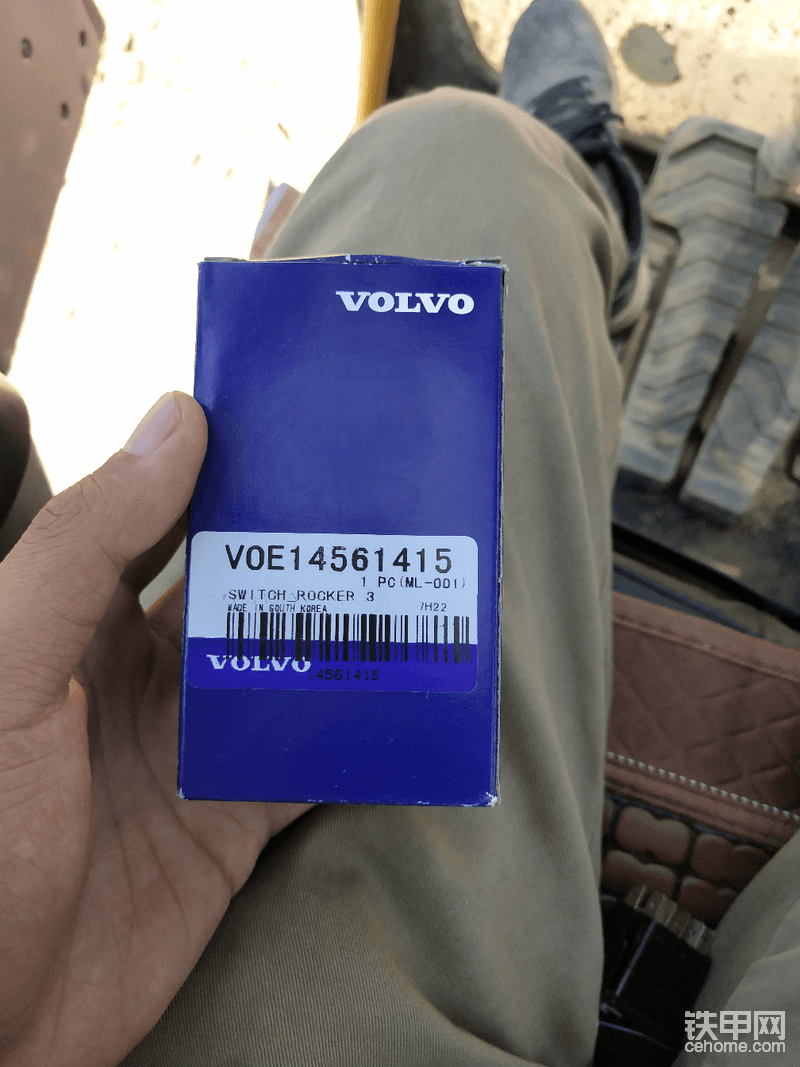 VOLVO
VOE14561415
1 PC(ML-001)
SWITCH_ROCKER 3
MADE IN SOUTH KOREA 7H22
VOLVO
14561415
铁甲网
cehome.com